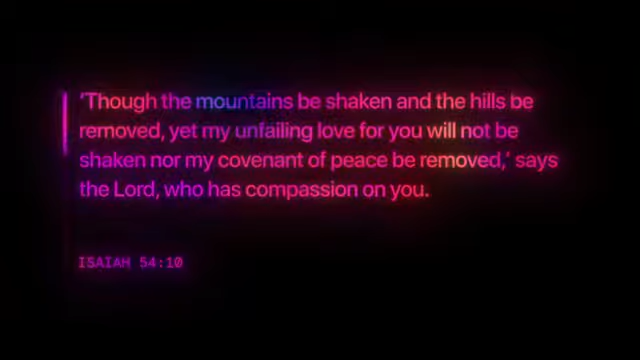 ‘Though the mountains be shaken and the hills be
removed, yet my unfailing love for you will not be
shaken nor my covenant of peace be removed,’ says
the Lord, who has compassion on you.
ISAIAH 54:10